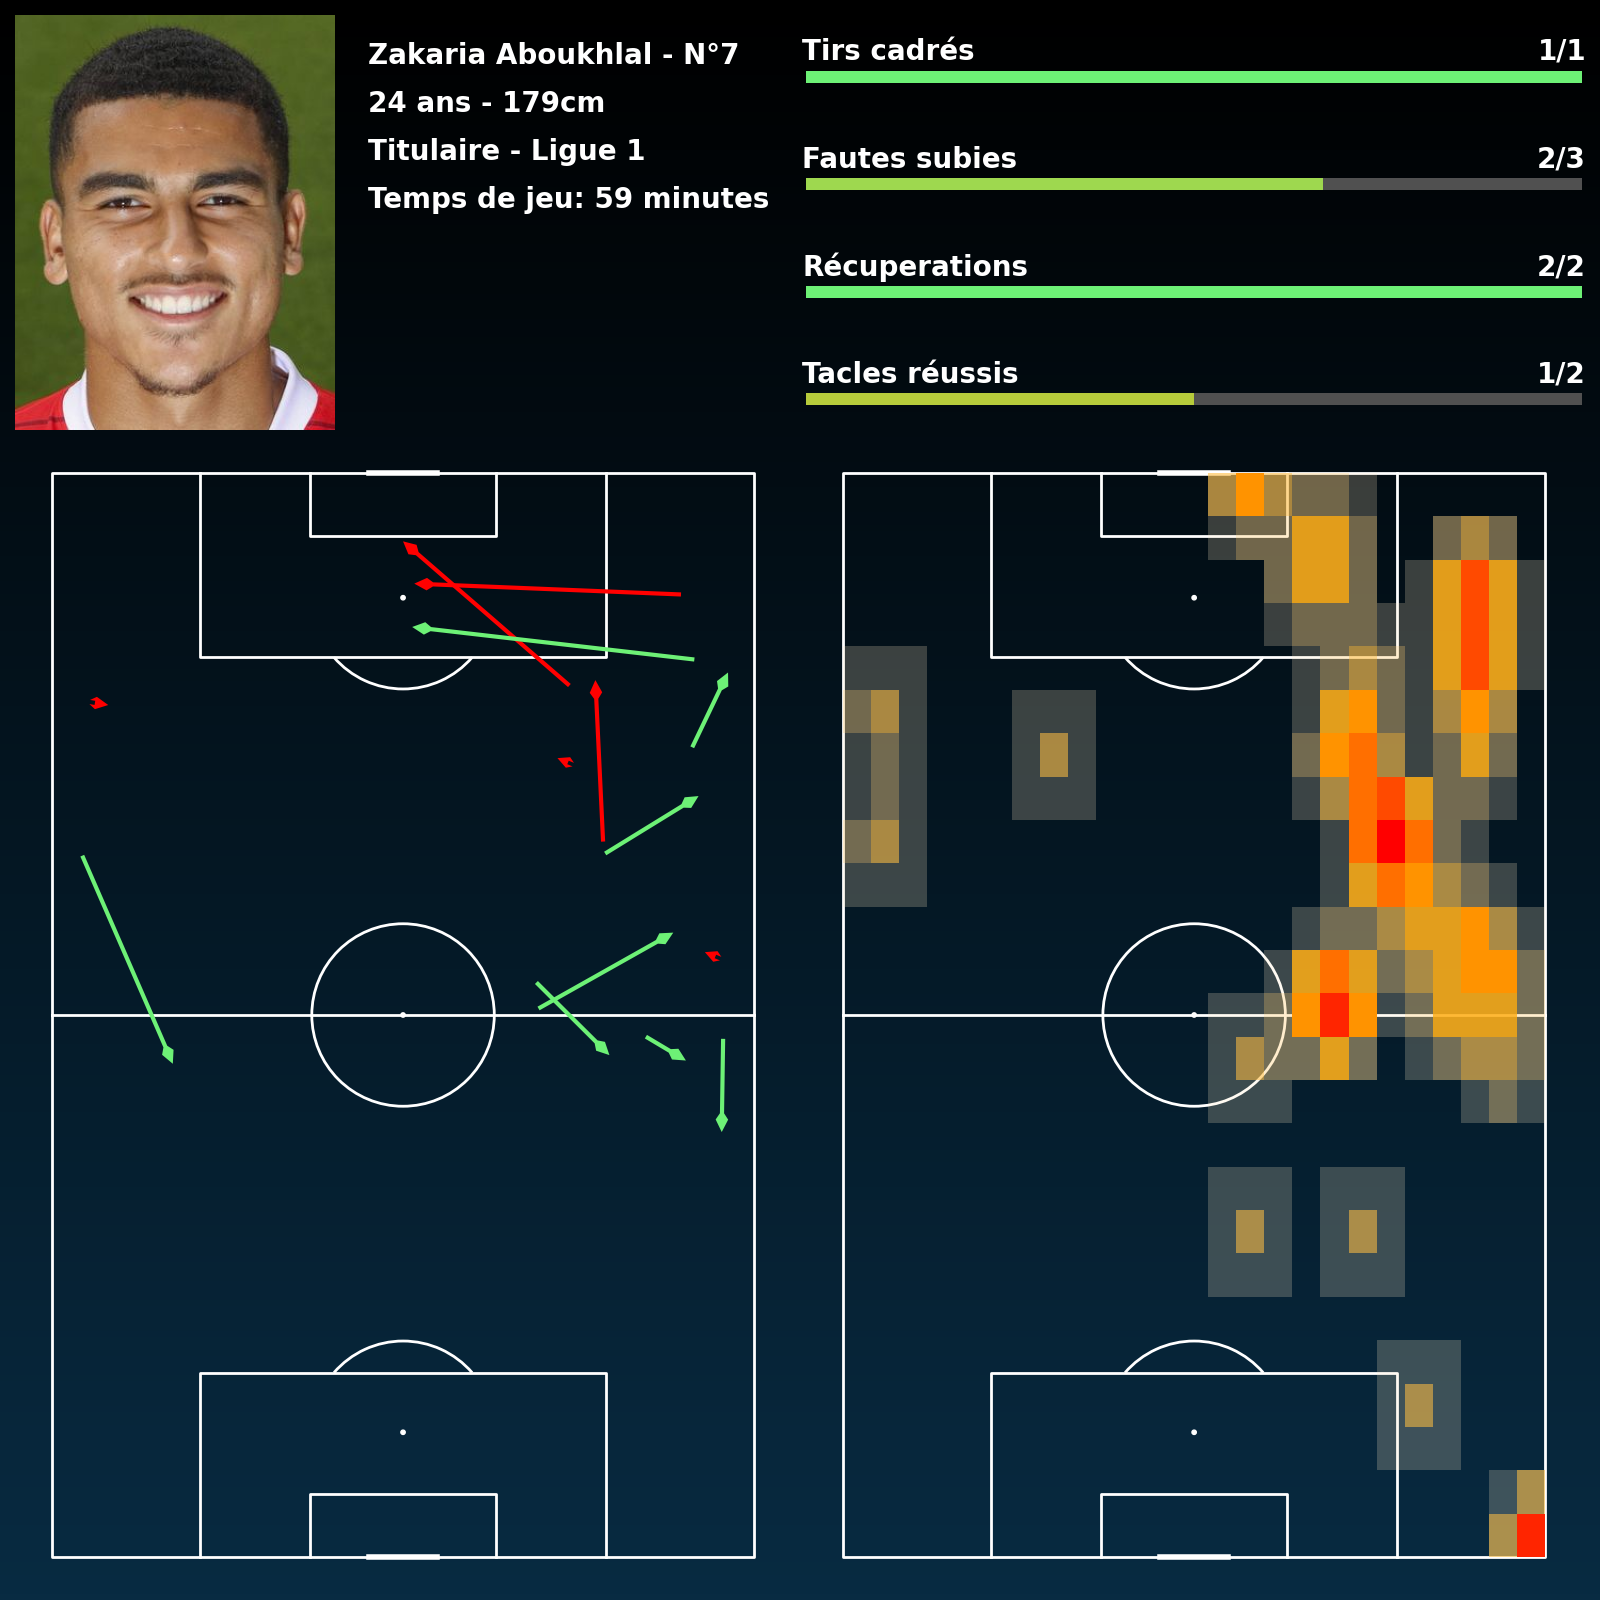 Zakaria Aboukhlal - N°7
24 ans - 179cm
Titulaire - Ligue 1
Temps de jeu: 59 minutes
Tirs cadrés 1/1
Fautes subies 2/3
Récuperations 2/2
Tacles réussis 1/2